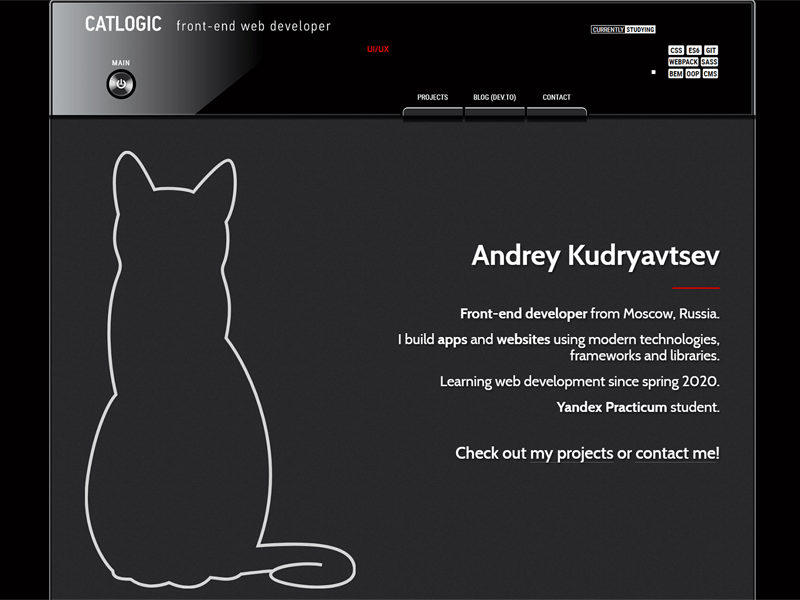 CATLOGIC front-end web developer
CURRENTLY STUDYING
UI/UX
CSS ES6 GIT
WEBPACK SASS
BEM OOP CMS
MAIN
PROJECTS BLOG (DEV.TO) CONTACT
Andrey Kudryavtsev
Front-end developer from Moscow, Russia.
I build apps and websites using modern technologies,
frameworks and libraries.
Learning web development since spring 2020.
Yandex Practicum student.
Check out my projects or contact me!